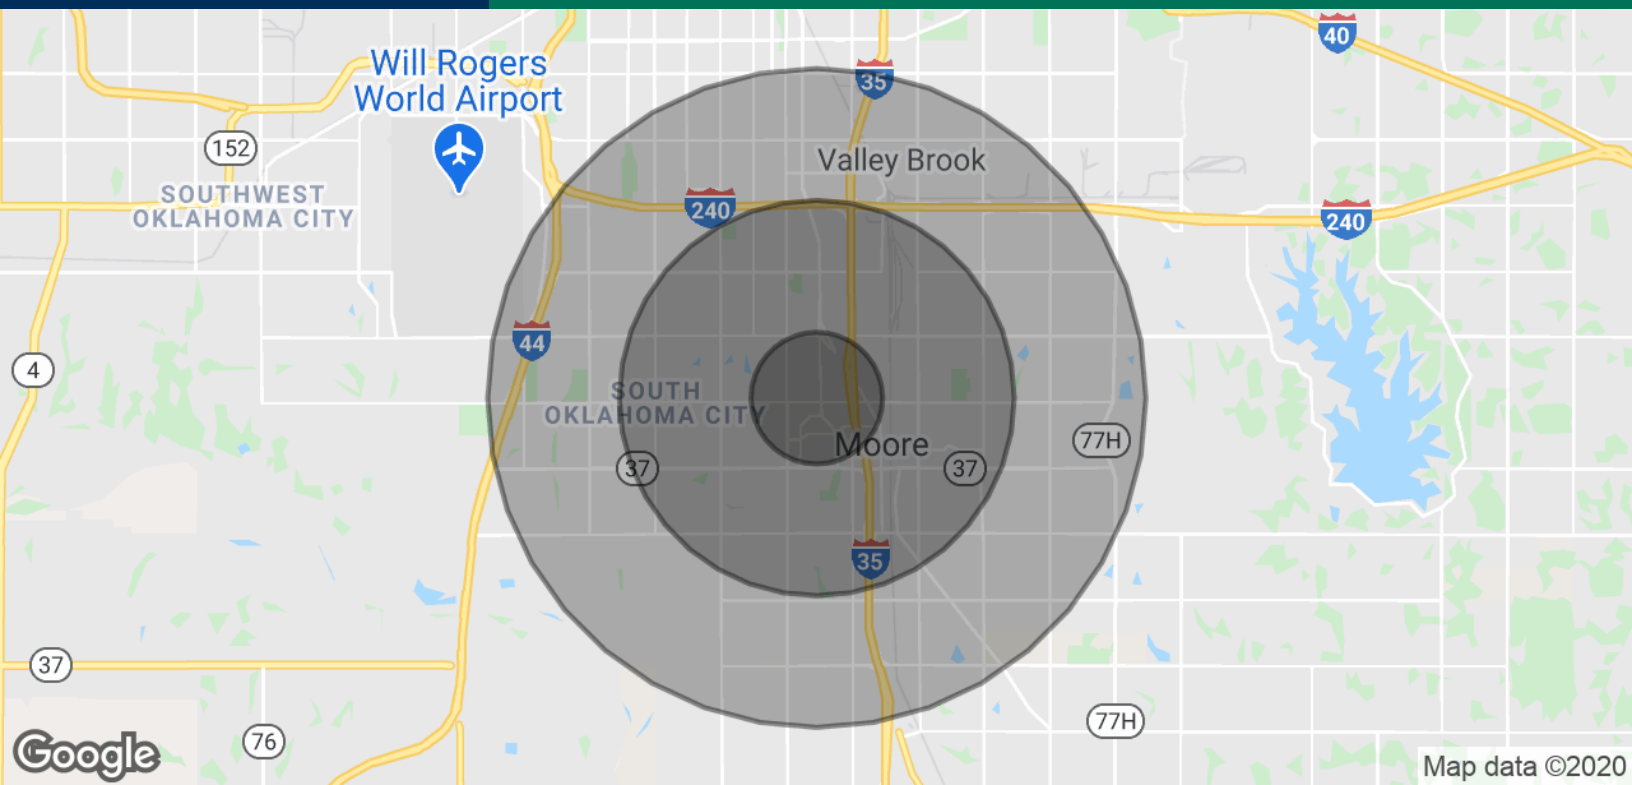 40
35
Will Rogers
World Airport
152
Valley Brook
SOUTHWEST
OKLAHOMA CITY
240
240
44
4
SOUTH
OKLAHOMA CITY
Moore
77H
37
37
35
37
77H
76
Google
Map data ©2020